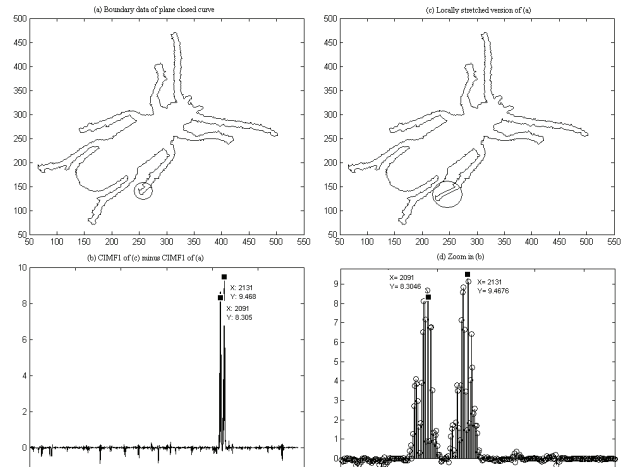 (a) Boundary data of plane closed curve
500
450
400
350
300
250
200
150
100
50
50 100 150 200 250 300 350 400 450 500 550
(c) Locally stretched version of (a)
500
450
400
350
300
250
200
150
100
50
50 100 150 200 250 300 350 400 450 500 550
(b) CIMF1 of (c) minus CIMF1 of (a)
10
8
6
4
2
0
X: 2131
Y: 9.468
X: 2091
Y: 8.305
(d) Zoom in (b)
9
8
7
6
5
4
3
2
1
0
X= 2091
Y= 8.3046
X= 2131
Y= 9.4676